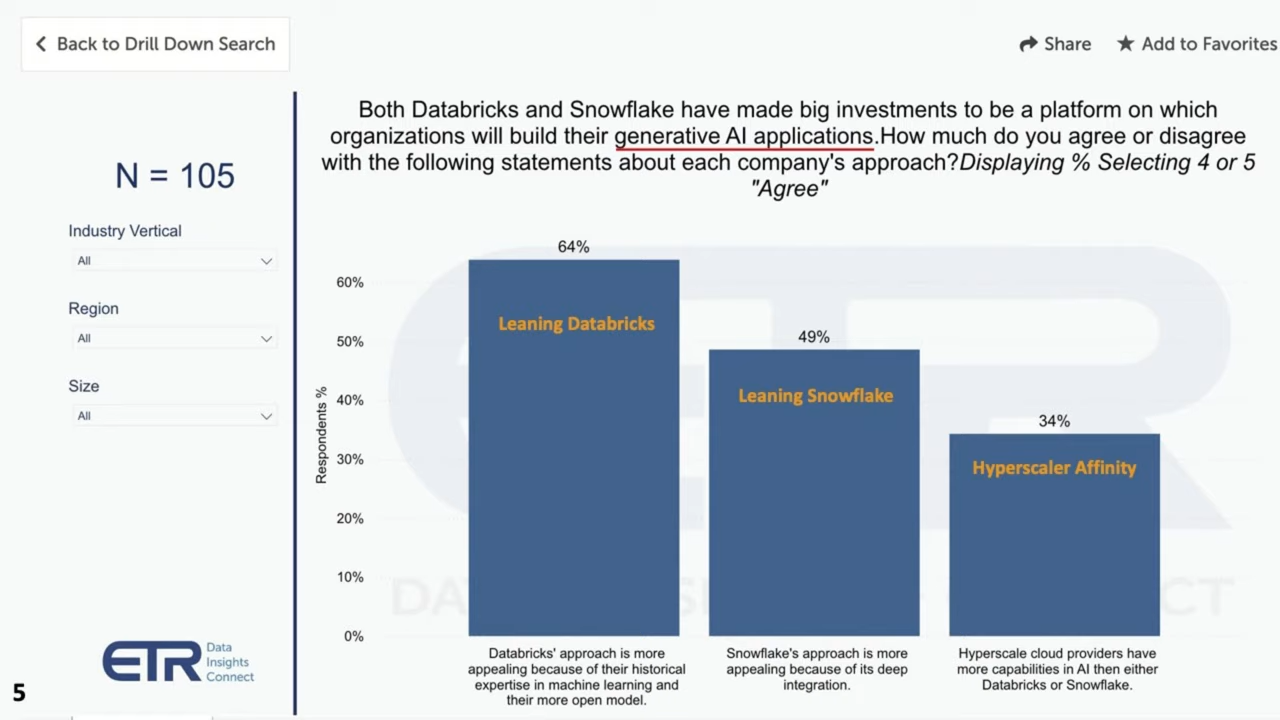 Back to Drill Down Search
Share
Add to Favorites
Both Databricks and Snowflake have made big investments to be a platform on which
organizations will build their generative AI applications.How much do you agree or disagree
with the following statements about each company's approach?Displaying % Selecting 4 or 5
"Agree"
N = 105
Industry Vertical
All
Region
All
Size
All
Respondents %
60%
50%
40%
30%
20%
10%
0%
64%
Leaning Databricks
49%
Leaning Snowflake
34%
Hyperscaler Affinity
Databricks' approach is more
appealing because of their historical
expertise in machine learning and
their more open model.
Snowflake's approach is more
appealing because of its deep
integration.
Hyperscale cloud providers have
more capabilities in AI then either
Databricks or Snowflake.
ETR
Data
Insights
Connect
5